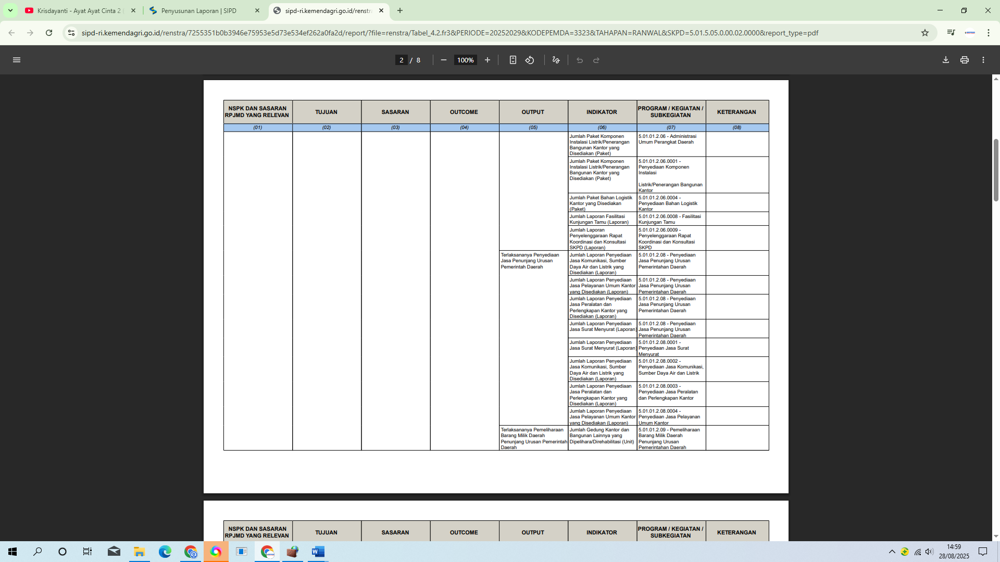 Krisdayanti - Ayat Ayat Cinta 2
Penyusunan Laporan | SIPD
sipd-ri.kemendagri.go.id/renstr
sipd-ri.kemendagri.go.id/renstra/7255351b0b3946e75953e5d73e534ef262a0fa2d/report/?file=renstra/Tabel_4.2.fr3&PERIODE=20252029&KODEPEMDA=3323&TAHAPAN=RANWAL&SKPD=5.01.5.05.0.00.02.0000&report_type=pdf
2 / 8
100%
NSPK DAN SASARAN
RPJMD YANG RELEVAN
TUJUAN
SASARAN
OUTCOME
OUTPUT
INDIKATOR
PROGRAM / KEGIATAN /
SUBKEGIATAN
KETERANGAN
(01)
(02)
(03)
(04)
(05)
(06)
(07)
(08)
Jumlah Paket Komponen
Instalasi Listrik/Penerangan
Bangunan Kantor yang
Disediakan (Paket)
5.01.01.2.06 - Administrasi
Umum Perangkat Daerah
Jumlah Paket Komponen
Instalasi Listrik/Penerangan
Bangunan Kantor yang
Disediakan (Paket)
5.01.01.2.06.0001 -
Penyediaan Komponen
Instalasi
Listrik/Penerangan Bangunan
Kantor
Jumlah Paket Bahan Logistik
Kantor yang Disediakan
(Paket)
5.01.01.2.06.0004 -
Penyediaan Bahan Logistik
Kantor
Jumlah Laporan Fasilitasi
Kunjungan Tamu (Laporan)
5.01.01.2.06.0008 - Fasilitasi
Kunjungan Tamu
Jumlah Laporan
Penyelenggaraan Rapat
Koordinasi dan Konsultasi
SKPD (Laporan)
5.01.01.2.06.0009 -
Penyelenggaraan Rapat
Koordinasi dan Konsultasi
SKPD
Terlaksananya Penyediaan
Jasa Penunjang Urusan
Pemerintah Daerah
Jumlah Laporan Penyediaan
Jasa Komunikasi, Sumber
Daya Air dan Listrik yang
Disediakan (Laporan)
5.01.01.2.08 - Penyediaan
Jasa Penunjang Urusan
Pemerintahan Daerah
Jumlah Laporan Penyediaan
Jasa Pelayanan Umum Kantor
yang Disediakan (Laporan)
5.01.01.2.08 - Penyediaan
Jasa Penunjang Urusan
Pemerintahan Daerah
Jumlah Laporan Penyediaan
Jasa Peralatan dan
Perlengkapan Kantor yang
Disediakan (Laporan)
5.01.01.2.08 - Penyediaan
Jasa Penunjang Urusan
Pemerintahan Daerah
Jumlah Laporan Penyediaan
Jasa Surat Menyurat (Laporan)
5.01.01.2.08 - Penyediaan
Jasa Penunjang Urusan
Pemerintahan Daerah
Jumlah Laporan Penyediaan
Jasa Surat Menyurat (Laporan)
5.01.01.2.08.0001 -
Penyediaan Jasa Surat
Menyurat
Jumlah Laporan Penyediaan
Jasa Komunikasi, Sumber
Daya Air dan Listrik yang
Disediakan (Laporan)
5.01.01.2.08.0002 -
Penyediaan Jasa Komunikasi,
Sumber Daya Air dan Listrik
Jumlah Laporan Penyediaan
Jasa Peralatan dan
Perlengkapan Kantor yang
Disediakan (Laporan)
5.01.01.2.08.0003 -
Penyediaan Jasa Peralatan
dan Perlengkapan Kantor
Jumlah Laporan Penyediaan
Jasa Pelayanan Umum Kantor
yang Disediakan (Laporan)
5.01.01.2.08.0004 -
Penyediaan Jasa Pelayanan
Umum Kantor
Terlaksananya Pemeliharaan
Barang Milik Daerah
Penunjang Urusan Pemerintah
Daerah
Jumlah Gedung Kantor dan
Bangunan Lainnya yang
Dipelihara/Direhabilitasi (Unit)
5.01.01.2.09 - Pemeliharaan
Barang Milik Daerah
Penunjang Urusan
Pemerintahan Daerah
NSPK DAN SASARAN
RPJMD YANG RELEVAN
TUJUAN
SASARAN
OUTCOME
OUTPUT
INDIKATOR
PROGRAM / KEGIATAN /
SUBKEGIATAN
KETERANGAN
14:59
28/08/2025